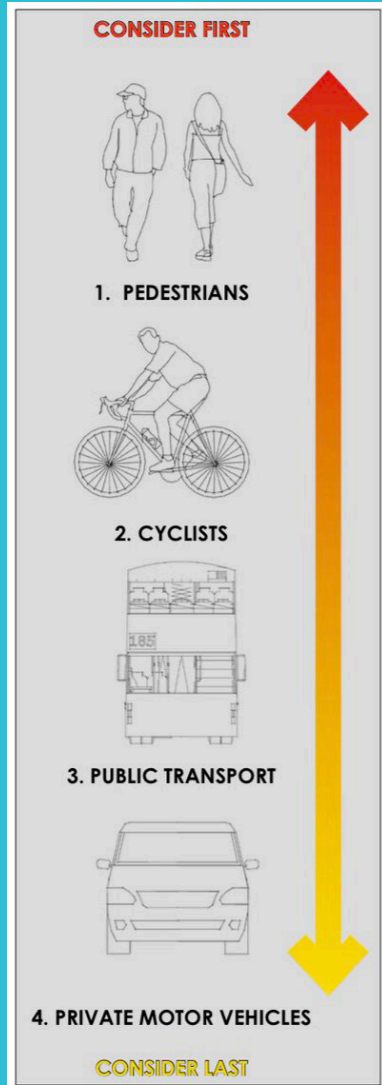 CONSIDER FIRST
1. PEDESTRIANS
2. CYCLISTS
185
3. PUBLIC TRANSPORT
4. PRIVATE MOTOR VEHICLES
CONSIDER LAST